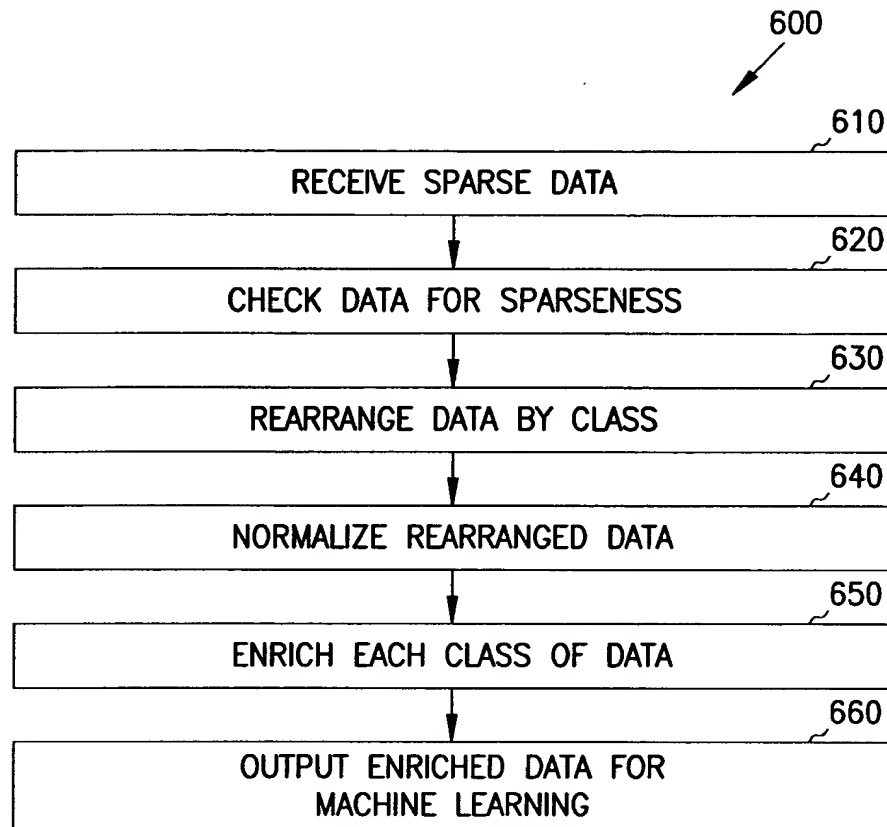 600
610
RECEIVE SPARSE DATA
620
CHECK DATA FOR SPARSENESS
630
REARRANGE DATA BY CLASS
640
NORMALIZE REARRANGED DATA
650
ENRICH EACH CLASS OF DATA
660
OUTPUT ENRICHED DATA FOR
MACHINE LEARNING